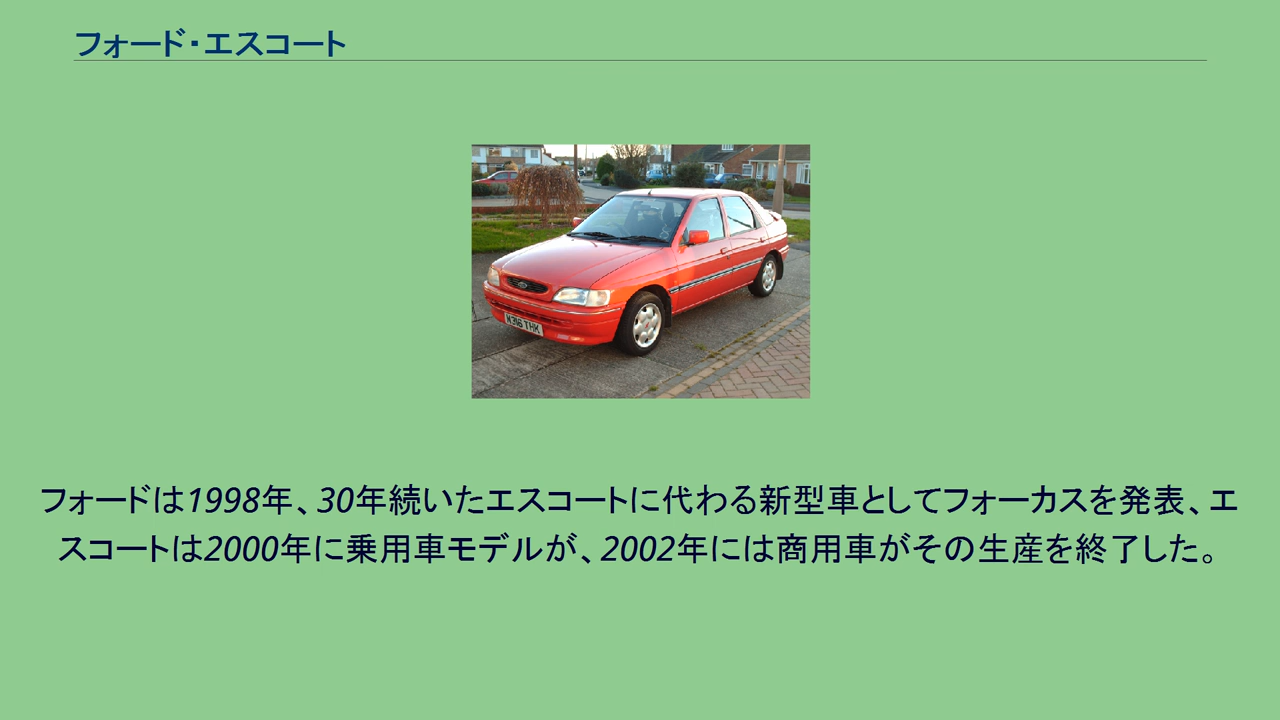 フォード・エスコート
フォードは1998年、30年続いたエスコートに代わる新型車としてフォーカスを発表、エ
スコートは2000年に乗用車モデルが、2002年には商用車がその生産を終了した。